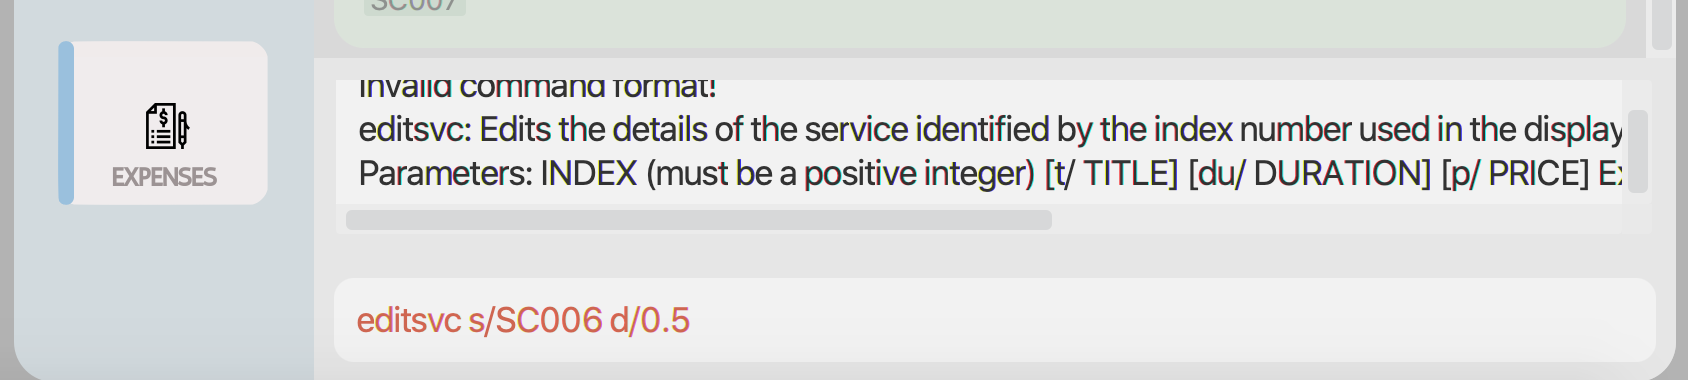 SC007
EXPENSES
Invalid command format!
editsvc: Edits the details of the service identified by the index number used in the display
Parameters: INDEX (must be a positive integer) [t/ TITLE] [du/ DURATION] [p/ PRICE] Ex
editsvc s/SC006 d/0.5